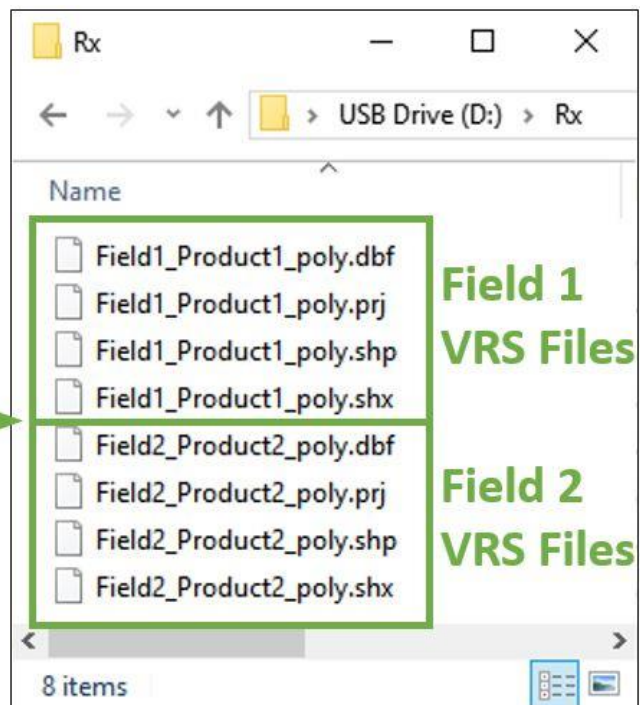 Rx
USB Drive (D:) > Rx
Name
Field1_Product1_poly.dbf
Field1_Product1_poly.prj
Field1_Product1_poly.shp
Field1_Product1_poly.shx
Field 1
VRS Files
Field2_Product2_poly.dbf
Field2_Product2_poly.prj
Field2_Product2_poly.shp
Field2_Product2_poly.shx
Field 2
VRS Files
8 items